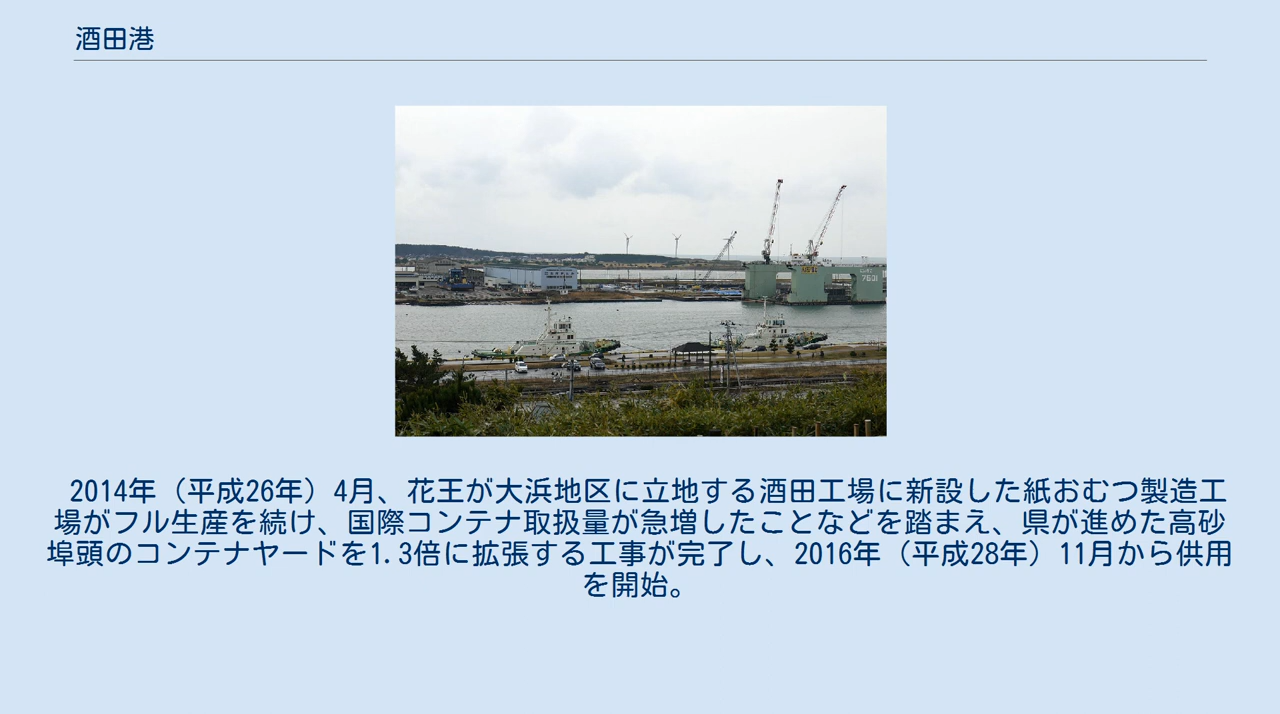 酒田港
7601
2014年（平成26年）4月、花王が大浜地区に立地する酒田工場に新設した紙おむつ製造工
場がフル生産を続け、国際コンテナ取扱量が急増したことなどを踏まえ、県が進めた高砂
埠頭のコンテナヤードを1.3倍に拡張する工事が完了し、2016年（平成28年）11月から供用
を開始。